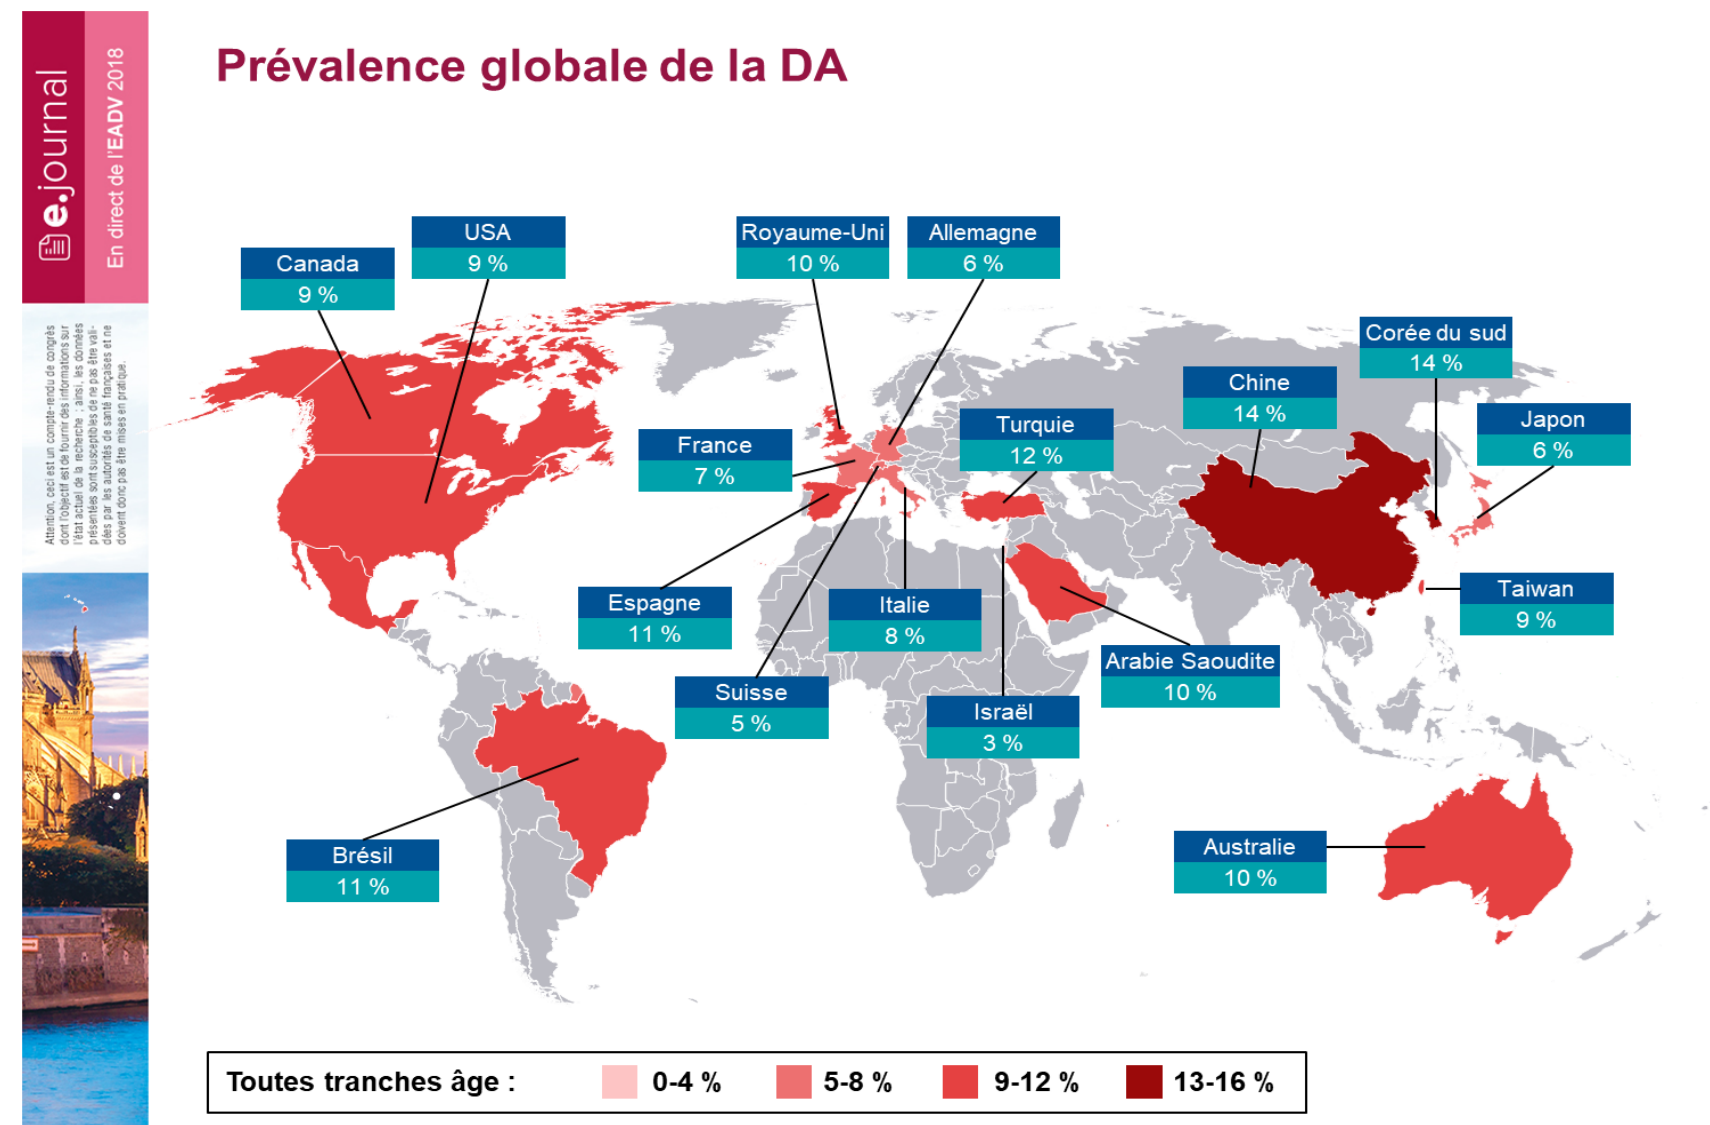 e.journal
En direct de l'EADV 2018
Attention, ceci est un compte-rendu de congrès
dont l'objectif est de fournir des informations sur
l'état actuel de la recherche ; ainsi, les données
présentées sont susceptibles de ne pas être vali-
dées par les autorités de santé françaises et ne
doivent donc pas être mises en pratique.
Prévalence globale de la DA
USA
9 %
Canada
9 %
Royaume-Uni
10 %
Allemagne
6 %
Corée du sud
14 %
Chine
14 %
Japon
6 %
Turquie
12 %
France
7 %
Espagne
11 %
Italie
8 %
Taiwan
9 %
Arabie Saoudite
10 %
Suisse
5 %
Israël
3 %
Brésil
11 %
Australie
10 %
Toutes tranches âge : 0-4 % 5-8 % 9-12 % 13-16 %